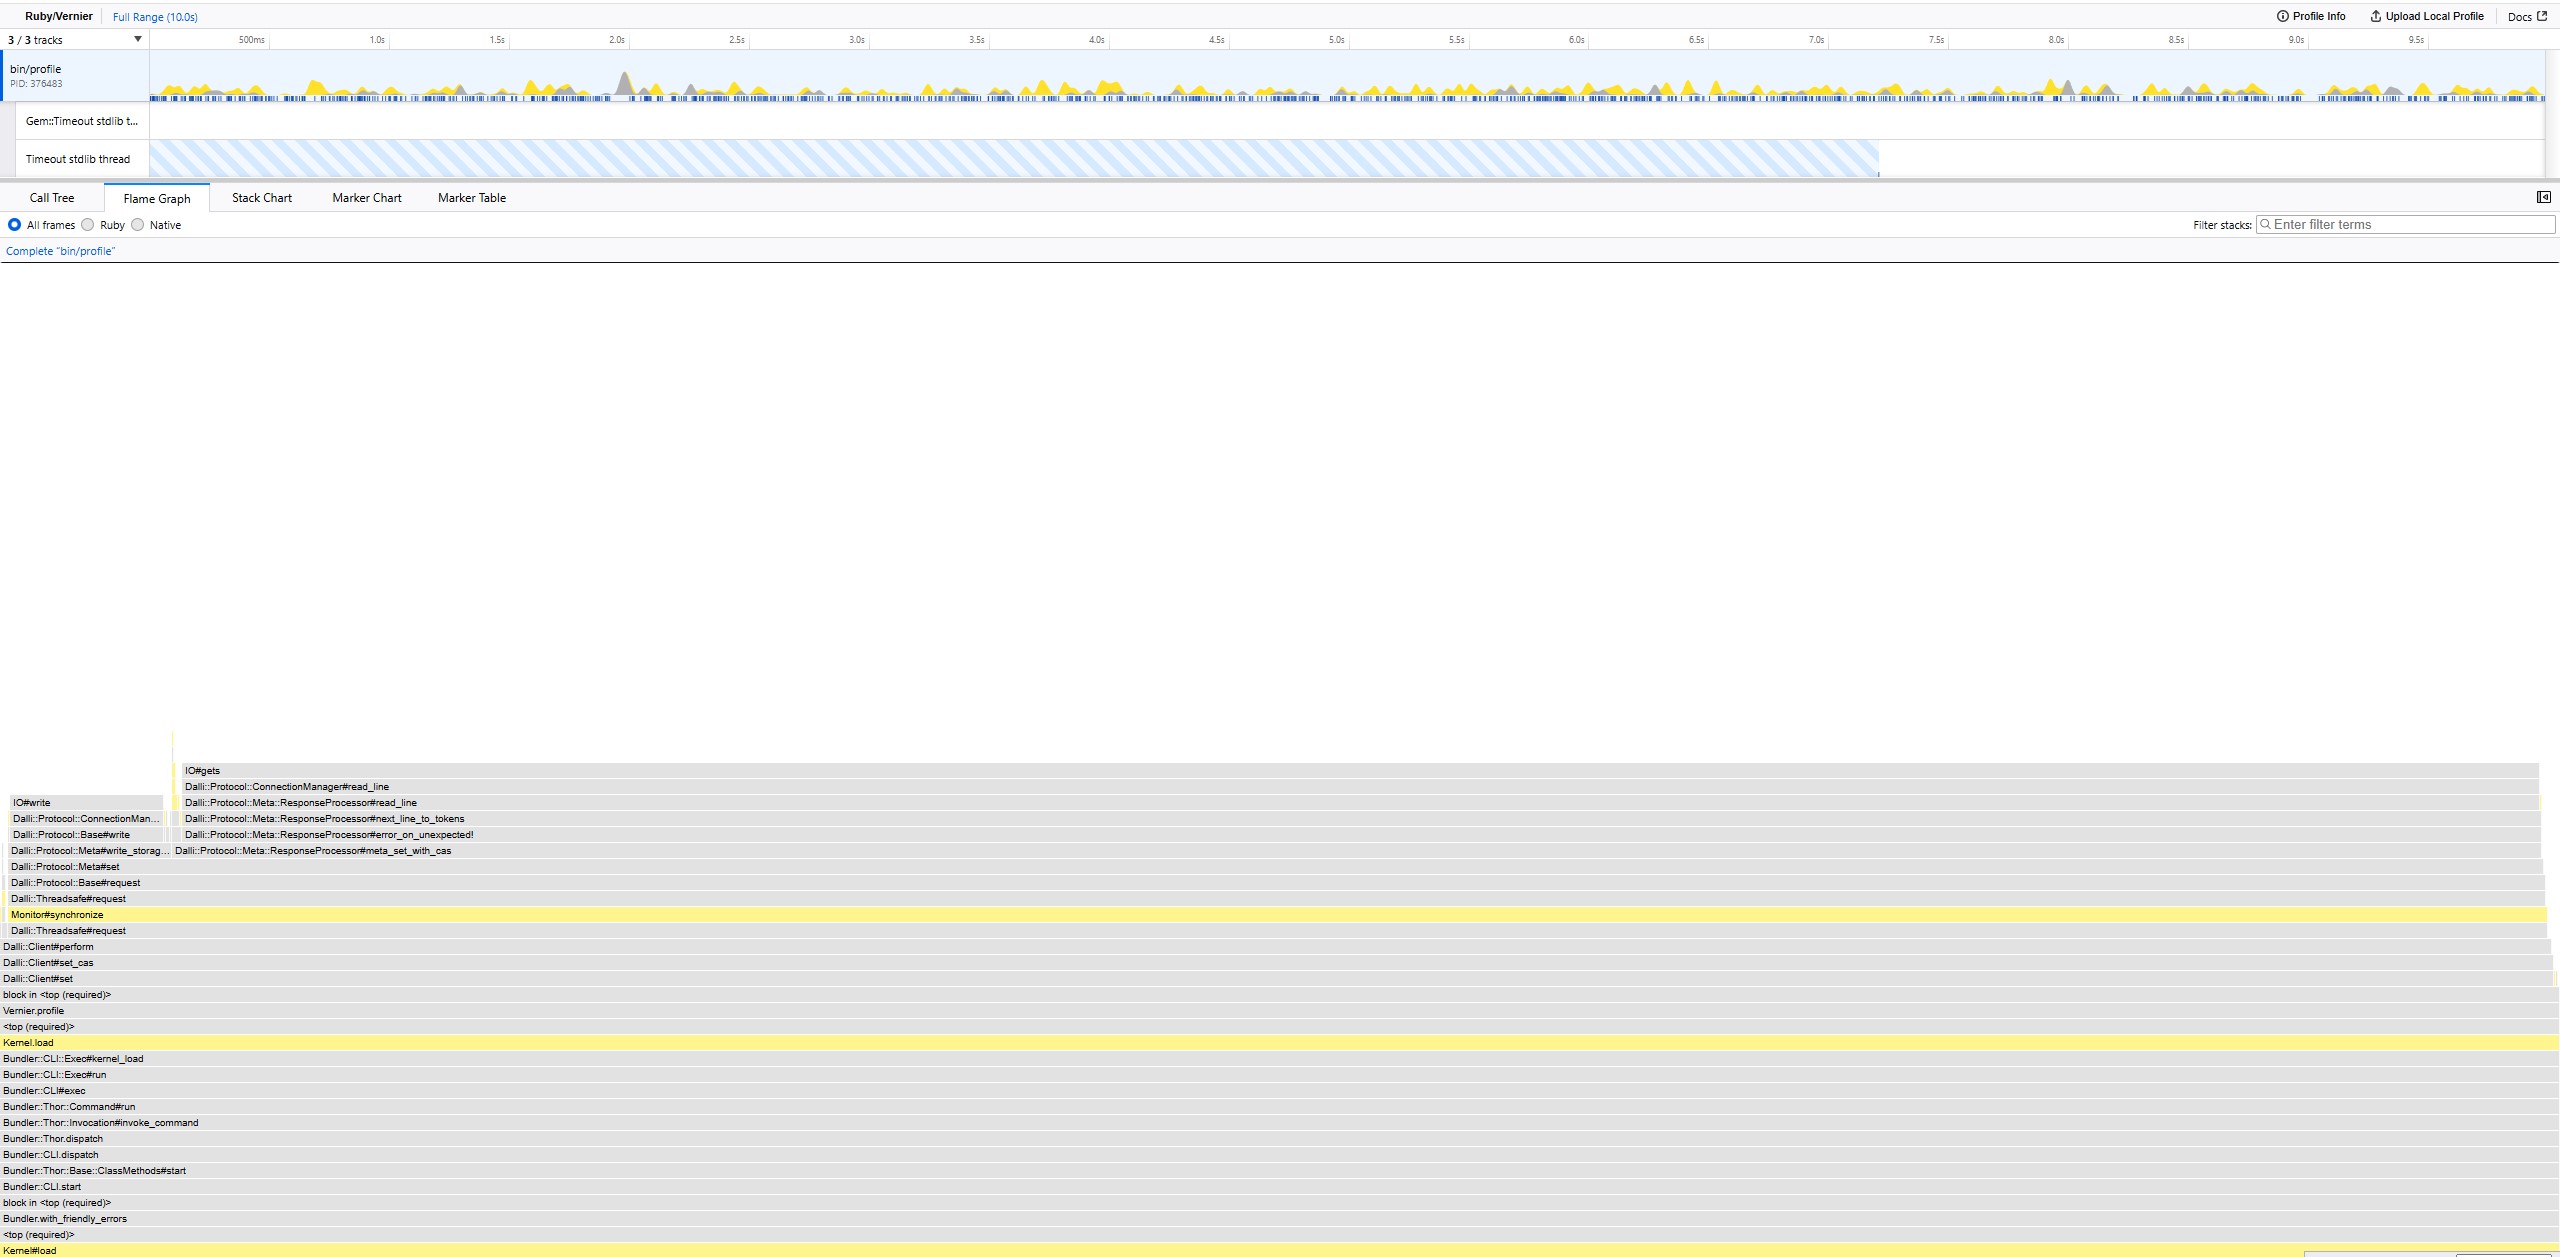 Ruby/Vernier Full Range (10.0s) Profile Info Upload Local Profile Docs
3 / 3 tracks 500ms 1.0s 1.5s 2.0s 2.5s 3.0s 3.5s 4.0s 4.5s 5.0s 5.5s 6.0s 6.5s 7.0s 7.5s 8.0s 8.5s 9.0s 9.5s
bin/profile
PID: 376483
Gem::Timeout stdlib t...
Timeout stdlib thread
Call Tree Flame Graph Stack Chart Marker Chart Marker Table
All frames Ruby Native Filter stacks: Enter filter terms
Complete “bin/profile”
IO#gets
Dalli::Protocol::ConnectionManager#read_line
IO#write Dalli::Protocol::Meta::ResponseProcessor#read_line
Dalli::Protocol::ConnectionMan... Dalli::Protocol::Meta::ResponseProcessor#next_line_to_tokens
Dalli::Protocol::Base#write Dalli::Protocol::Meta::ResponseProcessor#error_on_unexpected!
Dalli::Protocol::Meta#write_storag... Dalli::Protocol::Meta::ResponseProcessor#meta_set_with_cas
Dalli::Protocol::Meta#set
Dalli::Protocol::Base#request
Dalli::Threadsafe#request
Monitor#synchronize
Dalli::Threadsafe#request
Dalli::Client#perform
Dalli::Client#set_cas
Dalli::Client#set
block in <top (required)>
Vernier.profile
<top (required)>
Kernel.load
Bundler::CLI::Exec#kernel_load
Bundler::CLI::Exec#run
Bundler::CLI#exec
Bundler::Thor::Command#run
Bundler::Thor::Invocation#invoke_command
Bundler::Thor.dispatch
Bundler::CLI.dispatch
Bundler::Thor::Base::ClassMethods#start
Bundler::CLI.start
block in <top (required)>
Bundler.with_friendly_errors
<top (required)>
Kernel#load